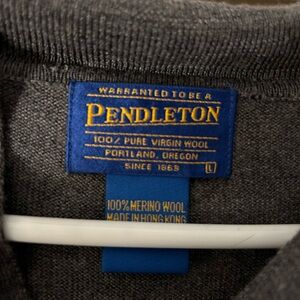 WARRANTED TO BE A
PENDLETON
100% PURE VIRGIN WOOL
PORTLAND, OREGON
SINCE 1863 L
100% MERINO WOOL
MADE IN HONG KONG